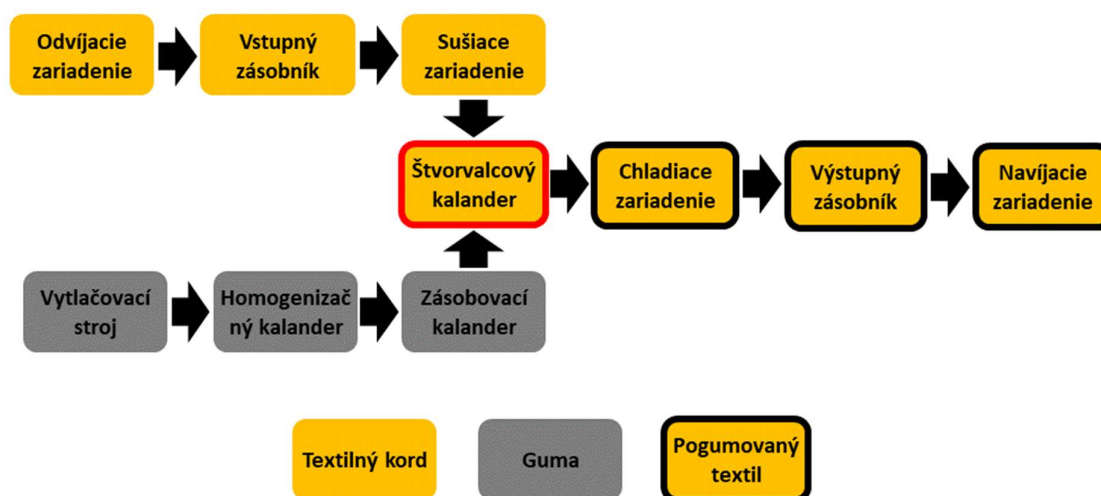 Odvíjacie
zariadenie
Vstupný
zásobník
Sušiace
zariadenie
Štvorvalcový
kalander
Chladiace
zariadenie
Výstupný
zásobník
Navíjacie
zariadenie
Vytlačovací
stroj
Homogenizač
ný kalander
Zásobovací
kalander
Textilný kord
Guma
Pogumovaný
textil